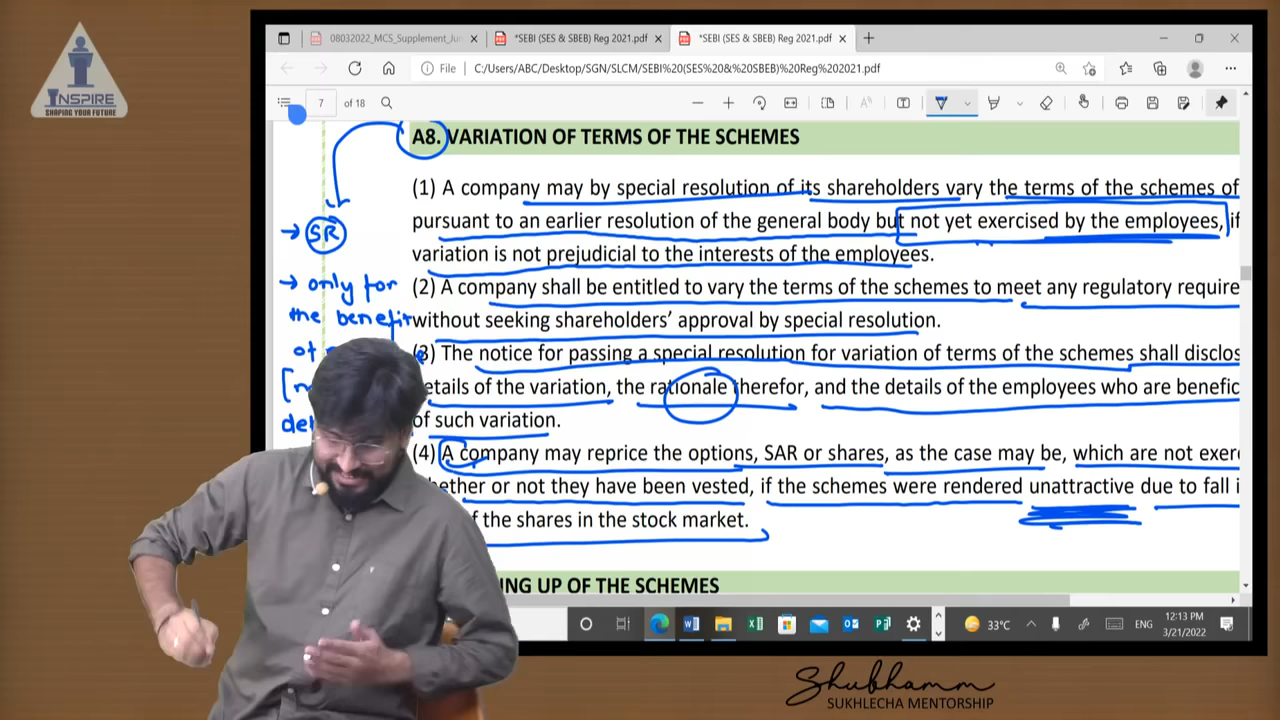 INSPIRE
SHAPING YOUR FUTURE
08032022_MCS_Supplement_Ju
*SEBI (SES & SBEB) Reg 2021.pdf
*SEBI (SES & SBEB) Reg 2021.pdf
File C:/Users/ABC/Desktop/SGN/SLCM/SEBI%20(SES%20&%20SBEB)%20Reg%202021.pdf
7 of 18
A8. VARIATION OF TERMS OF THE SCHEMES
(1) A company may by special resolution of its shareholders vary the terms of the schemes of
pursuant to an earlier resolution of the general body but not yet exercised by the employees, if
variation is not prejudicial to the interests of the employees.
(2) A company shall be entitled to vary the terms of the schemes to meet any regulatory require
without seeking shareholders' approval by special resolution.
(3) The notice for passing a special resolution for variation of terms of the schemes shall disclos
etails of the variation, the rationale therefor, and the details of the employees who are benefic
of such variation.
(4) A company may reprice the options, SAR or shares, as the case may be, which are not exer
hether or not they have been vested, if the schemes were rendered unattractive due to fall i
f the shares in the stock market.
NG UP OF THE SCHEMES
→ SR
→ only for
the benefit
of
33°C
ENG
12:13 PM
3/21/2022
Shubhamm
SUKHLECHA MENTORSHIP